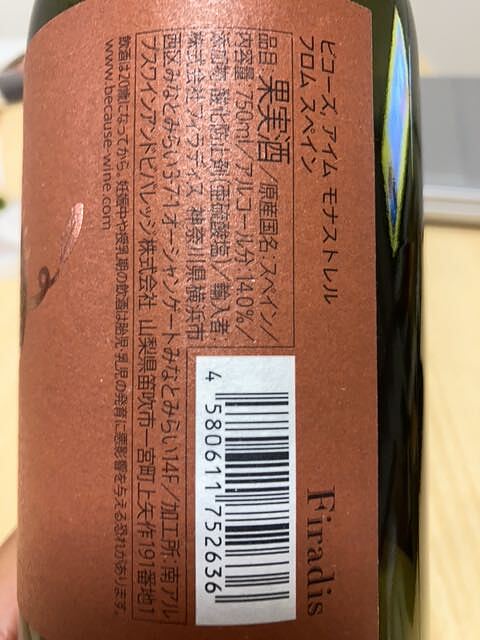 ビコーズ, アイム モナストレル
フロム スペイン
品目 果実酒/原産国名:スペイン/
内容量 750ml/アルコール分 14.0%/
添加物 酸化防止剤(亜硫酸塩)/輸入者:
株式会社 フィラディス 神奈川県横浜市
西区みなとみらい3-7-1オーシャンゲートみなとみらい14F/加工所:南アル
プスワインアンドビバレッジ株式会社 山梨県笛吹市一宮町上矢作191番地1
飲酒は20歳になってから。妊娠中や授乳期の飲酒は胎児・乳児の発育に悪影響を与える恐れがあります。
www.because-wine.com
Firadis
4 580611 752636